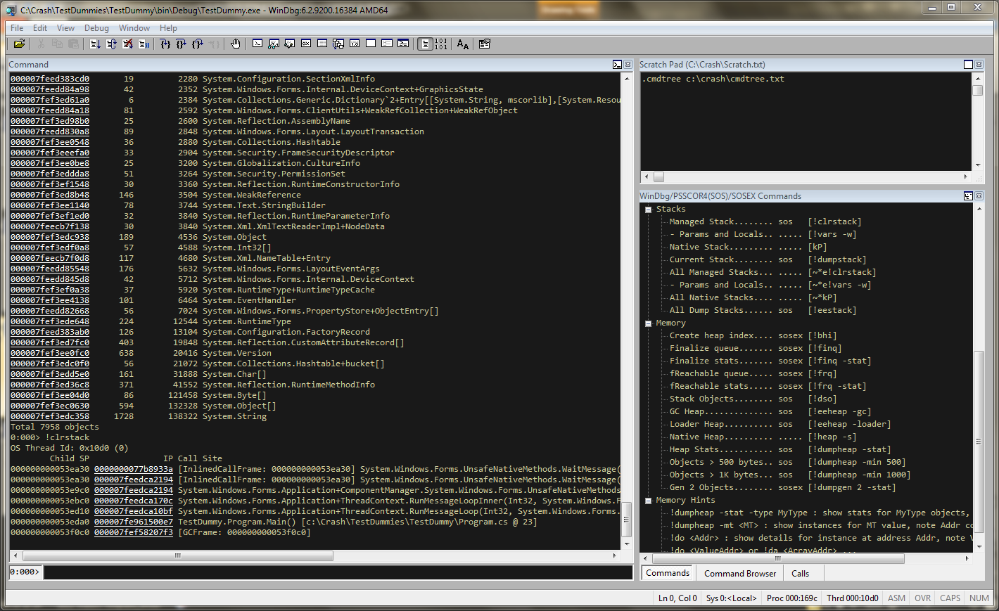 C:\Crash\TestDummies\TestDummy\bin\Debug\TestDummy.exe - WinDbg:6.2.9200.16384 AMD64
File Edit View Debug Window Help
Command
000007feed383cd0 19 2280 System.Configuration.SectionXmlInfo
000007feedd84a98 42 2352 System.Windows.Forms.Internal.DeviceContext+GraphicsState
000007fef3ed61a0 6 2384 System.Collections.Generic.Dictionary`2+Entry[[System.String, mscorlib],[System.Resou
000007feedd84a18 81 2592 System.Windows.Forms.ClientUtils+WeakRefCollection+WeakRefObject
000007fef3ed98b0 25 2600 System.Reflection.AssemblyName
000007feedd830a8 89 2848 System.Windows.Forms.Layout.LayoutTransaction
000007fef3ee0548 36 2880 System.Collections.Hashtable
000007fef3eeefa0 33 2904 System.Security.FrameSecurityDescriptor
000007fef3ee0be8 25 3200 System.Globalization.CultureInfo
000007fef3eddda8 51 3264 System.Security.PermissionSet
000007fef3ef1548 30 3360 System.Reflection.RuntimeConstructorInfo
000007fef3ed8b48 146 3504 System.WeakReference
000007fef3ee1140 78 3744 System.Text.StringBuilder
000007fef3ef1ed0 32 3840 System.Reflection.RuntimeParameterInfo
000007feecb7f138 30 3840 System.Xml.XmlTextReaderImpl+NodeData
000007fef3edc938 189 4536 System.Object
000007fef3edf0a8 57 4588 System.Int32[]
000007feecb7f0d8 117 4680 System.Xml.NameTable+Entry
000007feedd85548 176 5632 System.Windows.Forms.LayoutEventArgs
000007feedd845d8 42 5712 System.Windows.Forms.Internal.DeviceContext
000007fef3ef0a38 37 5920 System.RuntimeType+RuntimeTypeCache
000007fef3ee4138 101 6464 System.EventHandler
000007feedd82668 56 7024 System.Windows.Forms.PropertyStore+ObjectEntry[]
000007fef3ede648 224 12544 System.RuntimeType
000007feed383ab0 126 13104 System.Configuration.FactoryRecord
000007fef3ed7fc0 403 19848 System.Reflection.CustomAttributeRecord[]
000007fef3ee0fc0 638 20416 System.Version
000007fef3edc0f0 56 21072 System.Collections.Hashtable+bucket[]
000007fef3edd5e0 161 31888 System.Char[]
000007fef3ed36c8 371 41552 System.Reflection.RuntimeMethodInfo
000007fef3ee04d0 86 121458 System.Byte[]
000007fef3ec0630 594 132328 System.Object[]
000007fef3edc358 1728 138322 System.String
Total 7958 objects
0:000> !clrstack
OS Thread Id: 0x10d0 (0)
Child SP IP Call Site
000000000053ea30 0000000077b8933a [InlinedCallFrame: 000000000053ea30] System.Windows.Forms.UnsafeNativeMethods.WaitMessage(
000000000053ea30 000007feedca2194 [InlinedCallFrame: 000000000053ea30] System.Windows.Forms.UnsafeNativeMethods.WaitMessage(
000000000053e9c0 000007feedca2194 System.Windows.Forms.Application+ComponentManager.System.Windows.Forms.UnsafeNativeMethods
000000000053ebc0 000007feedca170c System.Windows.Forms.Application+ThreadContext.RunMessageLoopInner(Int32, System.Windows.F
000000000053ed10 000007feedca10bf System.Windows.Forms.Application+ThreadContext.RunMessageLoop(Int32, System.Windows.Forms.
000000000053eda0 000007fe961500e7 TestDummy.Program.Main() [c:\Crash\TestDummies\TestDummy\Program.cs @ 23]
000000000053f0c0 000007fef58207f3 [GCFrame: 000000000053f0c0]
0:000>
Scratch Pad (C:\Crash\Scratch.txt)
.cmdtree c:\crash\cmdtree.txt
WinDbg/PSSCOR4(SOS)/SOSEX Commands
Stacks
Managed Stack........ sos [!clrstack]
- Params and Locals.. ..... [!vars -w]
Native Stack......... ..... [kP]
Current Stack........ sos [!dumpstack]
All Managed Stacks... ..... [~*e!clrstack]
- Params and Locals.. ..... [~*e!vars -w]
All Native Stacks.... ..... [~*kP]
All Dump Stacks...... sos [!eestack]
Memory
Create heap index.... sosex [!bhi]
Finalize queue....... sosex [!finq]
Finalize stats....... sosex [!finq -stat]
fReachable queue..... sosex [!frq]
fReachable stats..... sosex [!frq -stat]
Stack Objects........ sos [!dso]
GC Heap.............. sos [!eeheap -gc]
Loader Heap.......... sos [!eeheap -loader]
Native Heap.......... ..... [!heap -s]
Heap Stats........... sos [!dumpheap -stat]
Objects > 500 bytes.. sos [!dumpheap -min 500]
Objects > 1K bytes... sos [!dumpheap -min 1000]
Gen 2 Objects........ sosex [!dumpgen 2 -stat]
Memory Hints
!dumpheap -stat -type MyType : show stats for MyType objects,
!dumpheap -mt <MT> : show instances for MT value, note Addr co
!do <Addr> : show details for instance at address Addr, note V
!do <ValueAddr> or !da <ArrayAddr> ...
Commands Command Browser Calls
Ln 0, Col 0 Sys 0:<Local> Proc 000:169c Thrd 000:10d0 ASM OVR CAPS NUM